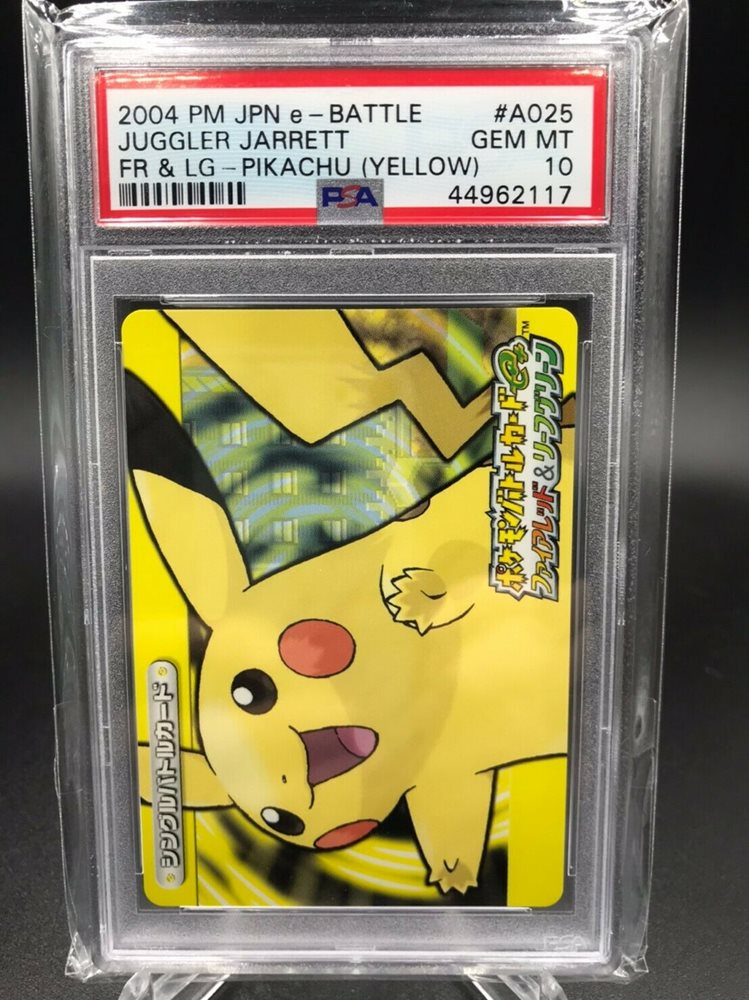 2004 PM JPN e-BATTLE #A025
JUGGLER JARRETT GEM MT
FR & LG-PIKACHU (YELLOW) 10
PSA 44962117
ポケモンバトルカードe+ ™
ファイアレッド&リーフグリーン
シングルバトルカード
PSA